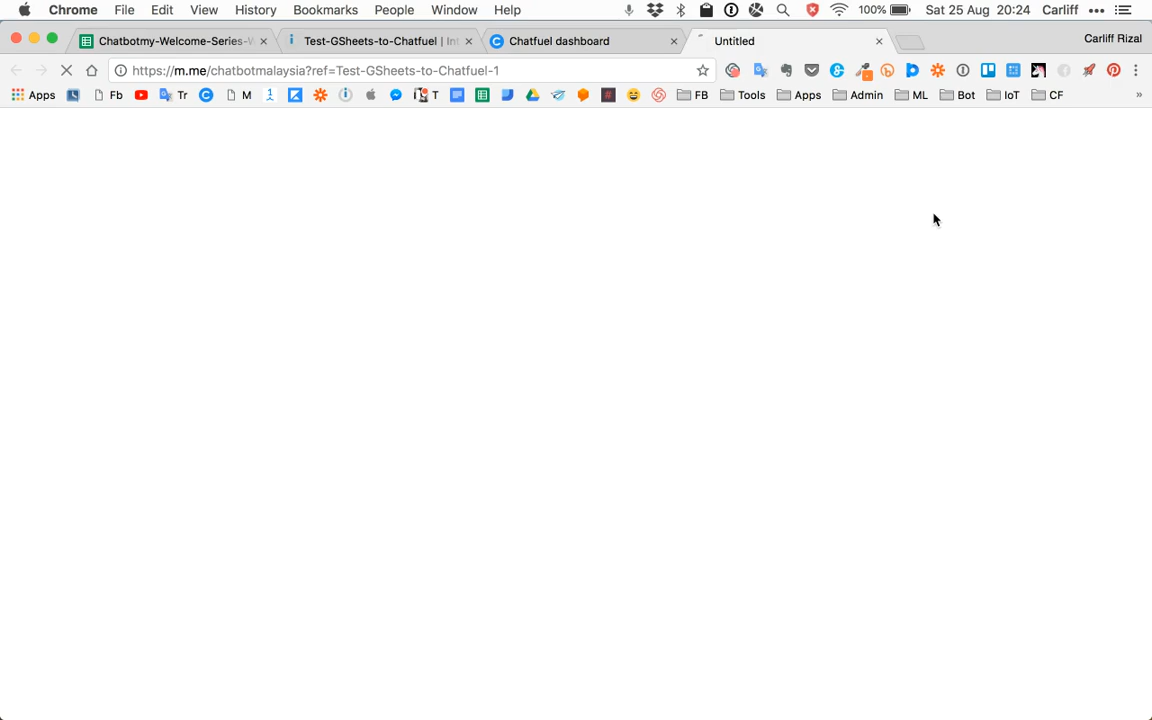 Chrome File Edit View History Bookmarks People Window Help 100% Sat 25 Aug 20:24 Carliff
Chatbotmy-Welcome-Series- Test-GSheets-to-Chatfuel | Int Chatfuel dashboard Untitled Carliff Rizal
https://m.me/chatbotmalaysia?ref=Test-GSheets-to-Chatfuel-1
Apps Fb Tr M T FB Tools Apps Admin ML Bot IoT CF »